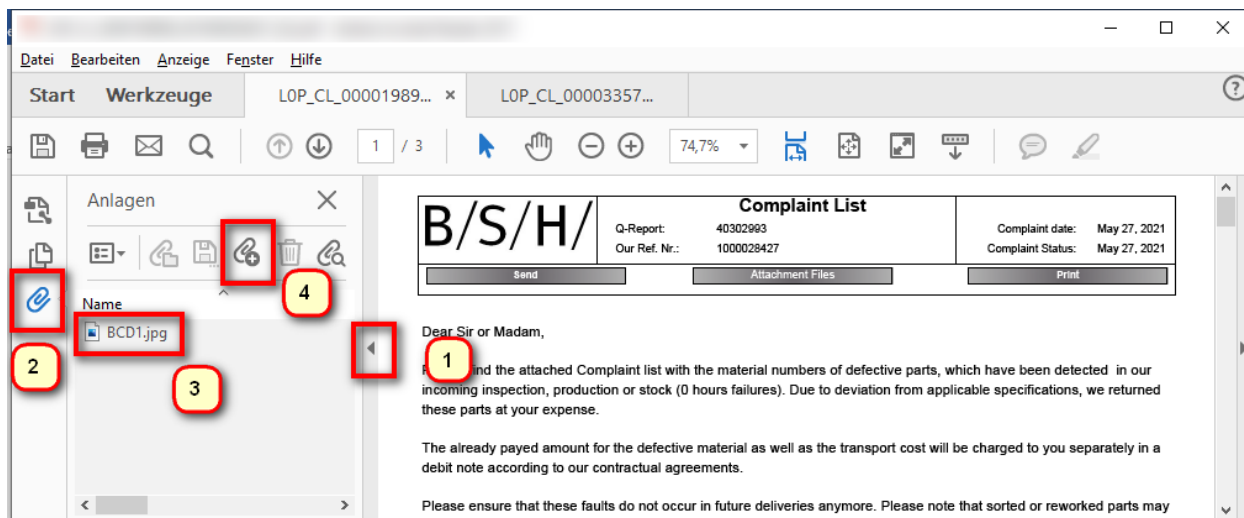 Datei Bearbeiten Anzeige Fenster Hilfe
Start Werkzeuge L0P_CL_00001989... × L0P_CL_00003357...
1 / 3 74,7%
Anlagen
4
Name
BCD1.jpg
2
3
1
B/S/H/
Complaint List
Q-Report: 40302993
Our Ref. Nr.: 1000028427
Complaint date: May 27, 2021
Complaint Status: May 27, 2021
Send Attachment Files Print
Dear Sir or Madam,
find the attached Complaint list with the material numbers of defective parts, which have been detected in our
incoming inspection, production or stock (0 hours failures). Due to deviation from applicable specifications, we returned
these parts at your expense.
The already payed amount for the defective material as well as the transport cost will be charged to you separately in a
debit note according to our contractual agreements.
Please ensure that these faults do not occur in future deliveries anymore. Please note that sorted or reworked parts may